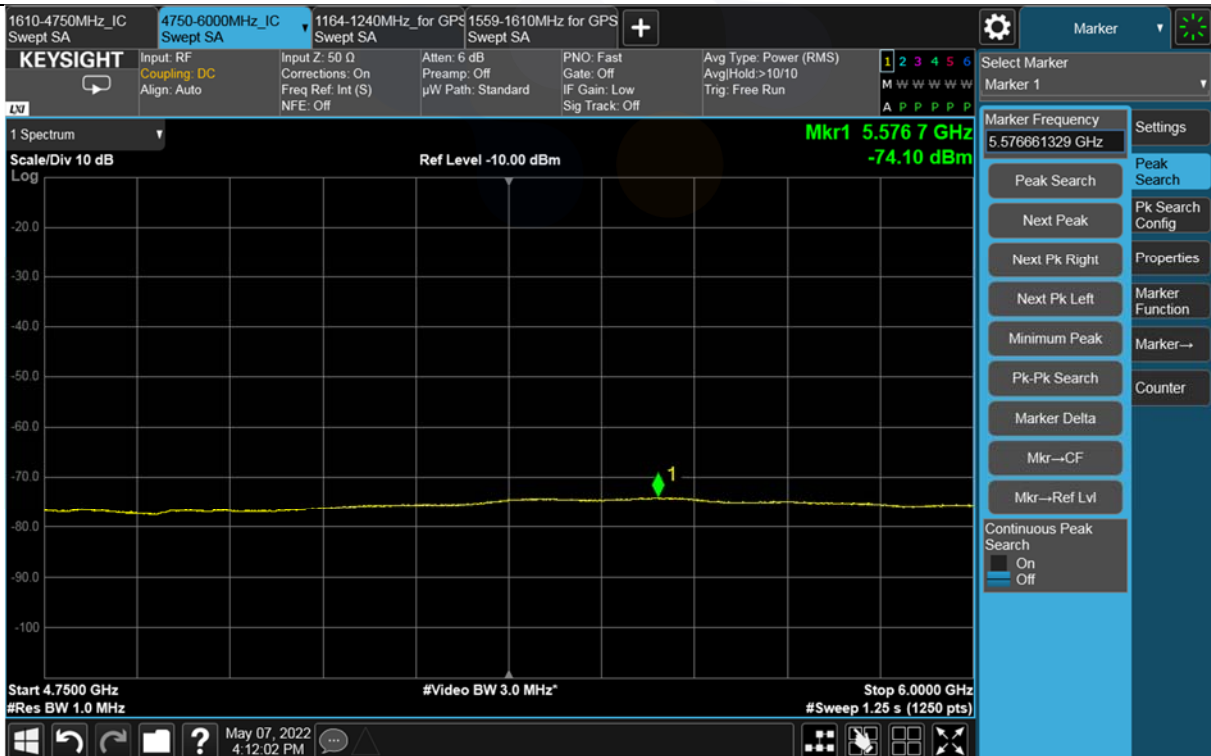 1610-4750MHz_IC
Swept SA
4750-6000MHz_IC
Swept SA
1164-1240MHz_for GPS
Swept SA
1559-1610MHz for GPS
Swept SA
Marker
KEYSIGHT
LXI
Input: RF
Coupling: DC
Align: Auto
Input Z: 50 Ω
Corrections: On
Freq Ref: Int (S)
NFE: Off
Atten: 6 dB
Preamp: Off
µW Path: Standard
PNO: Fast
Gate: Off
IF Gain: Low
Sig Track: Off
Avg Type: Power (RMS)
Avg|Hold:>10/10
Trig: Free Run
1 2 3 4 5 6
M W W W W W
A P P P P P
Select Marker
Marker 1
1 Spectrum
Mkr1 5.576 7 GHz
-74.10 dBm
Scale/Div 10 dB
Ref Level -10.00 dBm
Log
-20.0
-30.0
-40.0
-50.0
-60.0
-70.0
-80.0
-90.0
-100
1
Start 4.7500 GHz
#Video BW 3.0 MHz*
Stop 6.0000 GHz
#Res BW 1.0 MHz
#Sweep 1.25 s (1250 pts)
Marker Frequency
5.576661329 GHz
Peak Search
Next Peak
Next Pk Right
Next Pk Left
Minimum Peak
Pk-Pk Search
Marker Delta
Mkr→CF
Mkr→Ref Lvl
Continuous Peak
Search
On
Off
Settings
Peak
Search
Pk Search
Config
Properties
Marker
Function
Marker→
Counter
?
May 07, 2022
4:12:02 PM